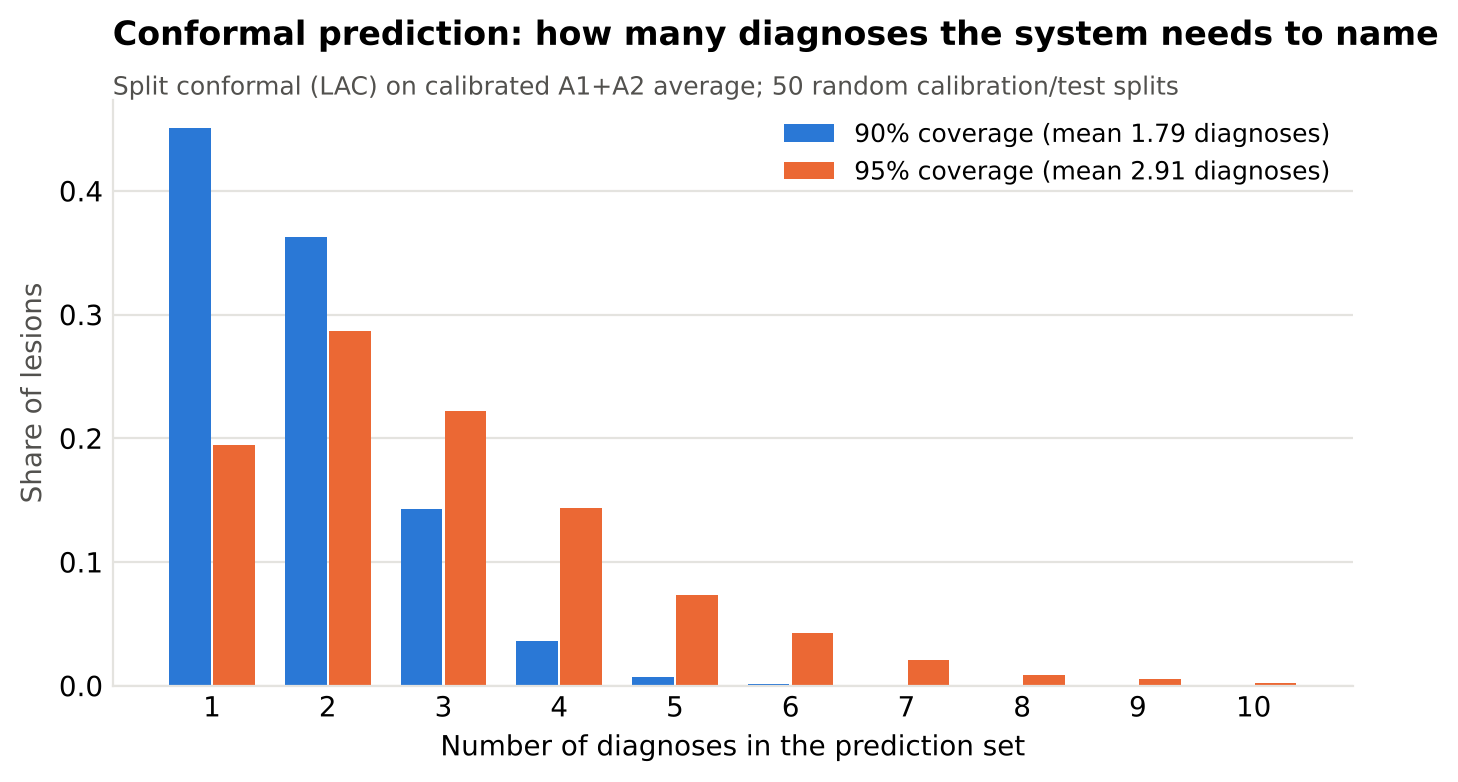 Conformal prediction: how many diagnoses the system needs to name
Split conformal (LAC) on calibrated A1+A2 average; 50 random calibration/test splits
90% coverage (mean 1.79 diagnoses)
95% coverage (mean 2.91 diagnoses)
Share of lesions
0.4
0.3
0.2
0.1
0.0
1 2 3 4 5 6 7 8 9 10
Number of diagnoses in the prediction set